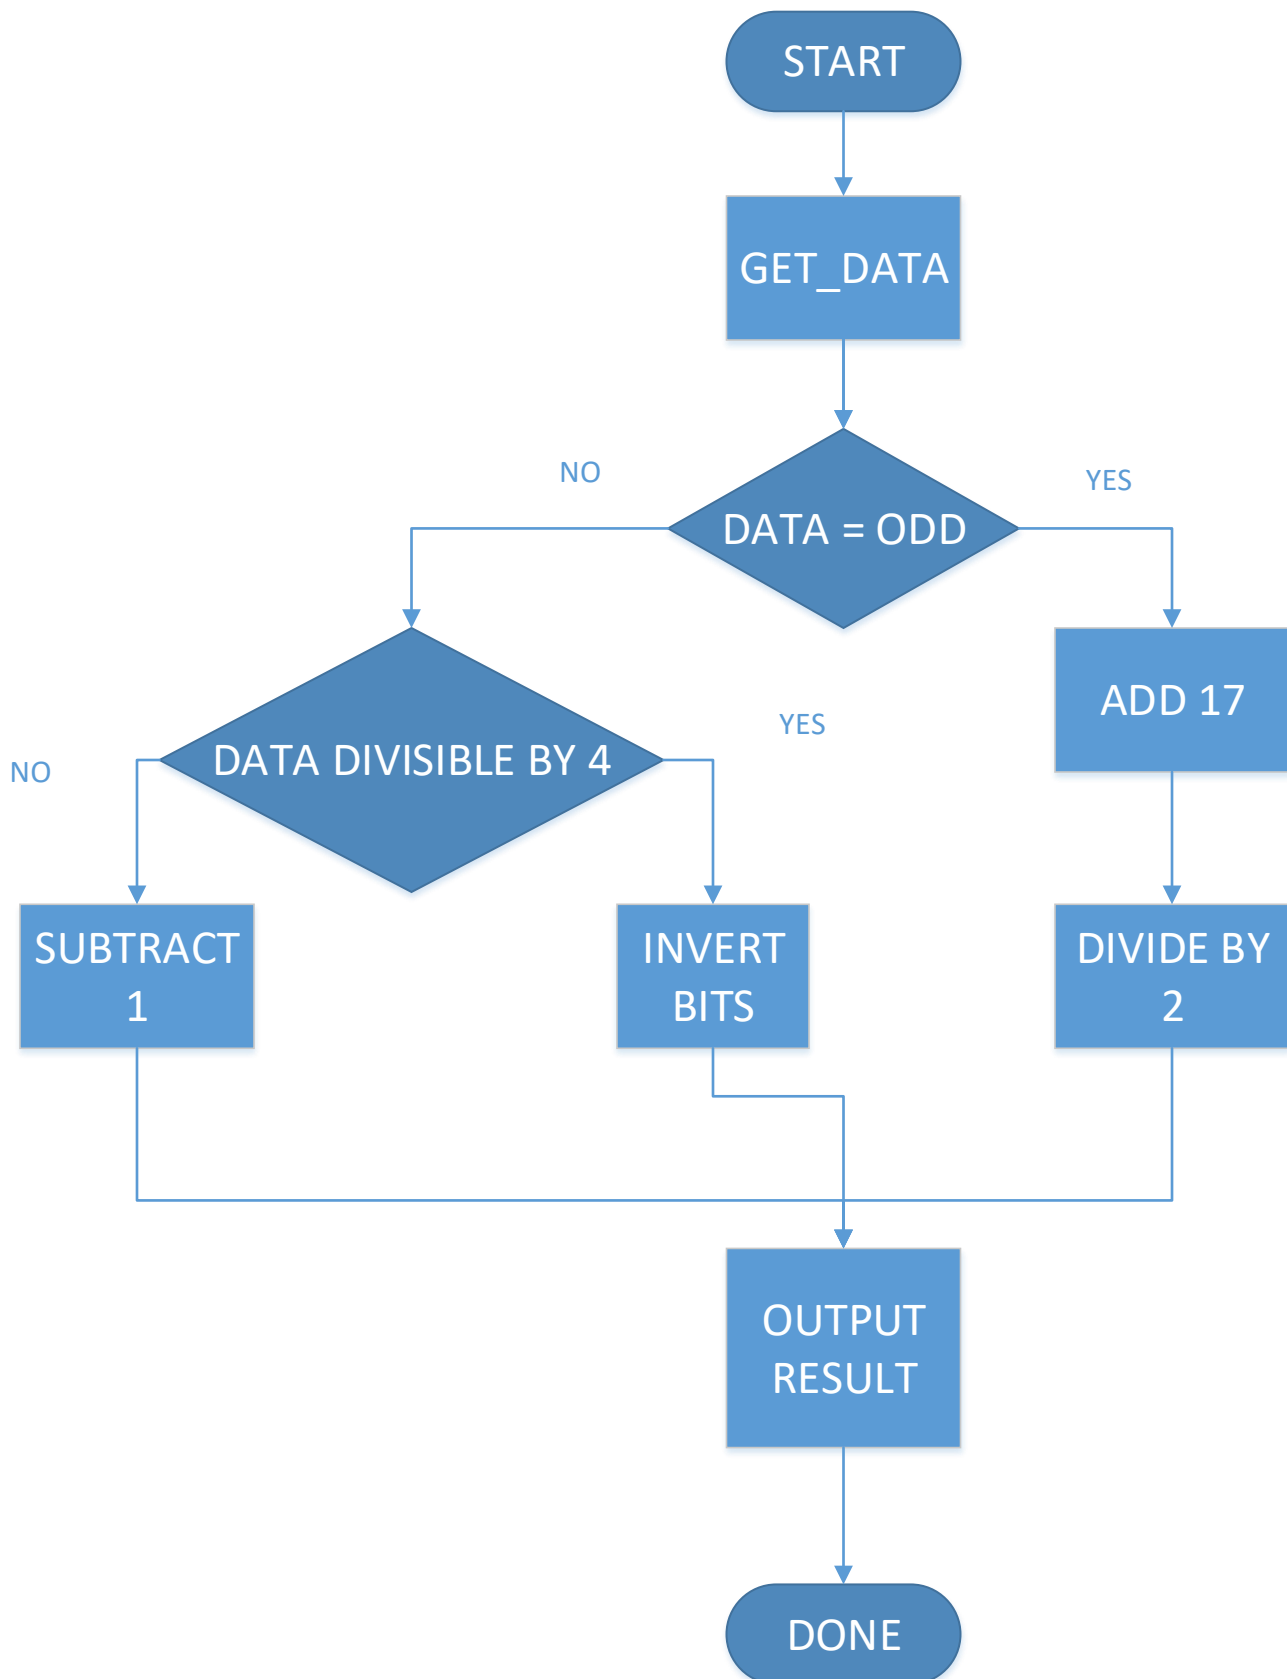 START
GET_DATA
NO
YES
DATA = ODD
ADD 17
YES
NO
DATA DIVISIBLE BY 4
SUBTRACT
1
INVERT
BITS
DIVIDE BY
2
OUTPUT
RESULT
DONE